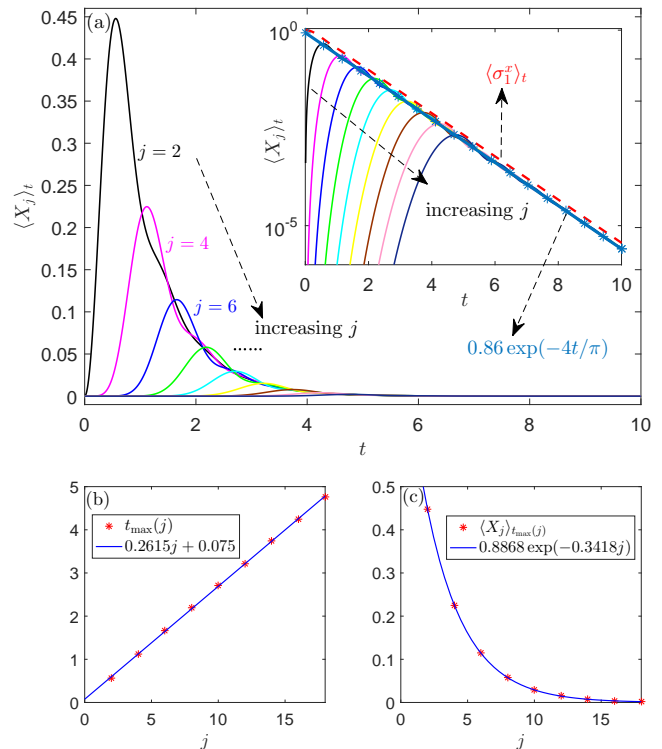 (a)
0.45
0.4
0.35
0.3
0.25
0.2
0.15
0.1
0.05
0
⟨X_j⟩_t
j = 2
j = 4
j = 6
increasing j
......
0 2 4 6 8 10
t
10^0
10^{-5}
⟨X_j⟩_t
⟨σ_1^x⟩_t
increasing j
0 2 4 6 8 10
t
0.86 exp(−4t/π)
(b)
6
5
4
3
2
1
0
t_max(j)
0.2615j + 0.075
0 5 10 15
j
(c)
0.5
0.4
0.3
0.2
0.1
0
⟨X_j⟩_{t_max(j)}
0.8868 exp(−0.3418j)
0 5 10 15
j